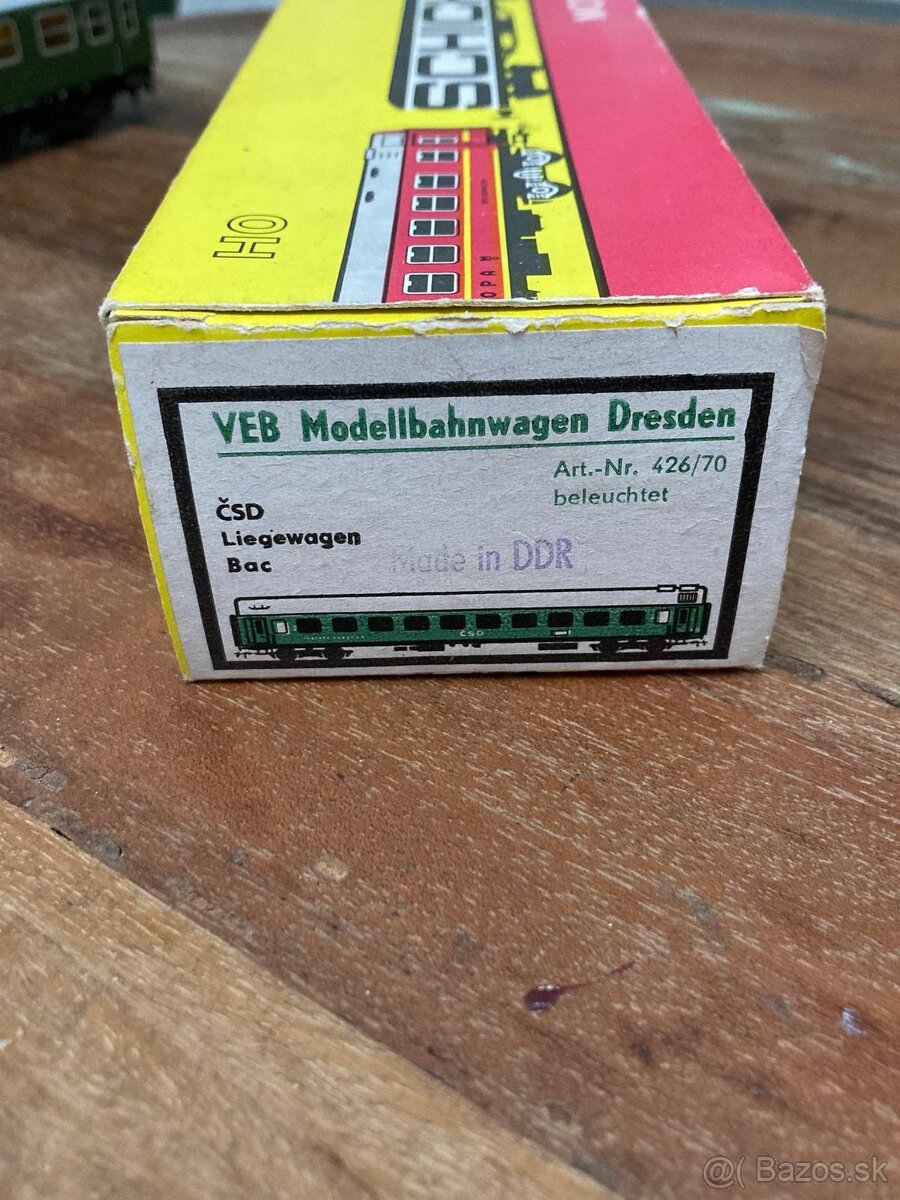 HO
VEB Modellbahnwagen Dresden
Art.-Nr. 426/70
beleuchtet
ČSD
Liegewagen
Bac
Made in DDR
ČSD
@( Bazos.sk